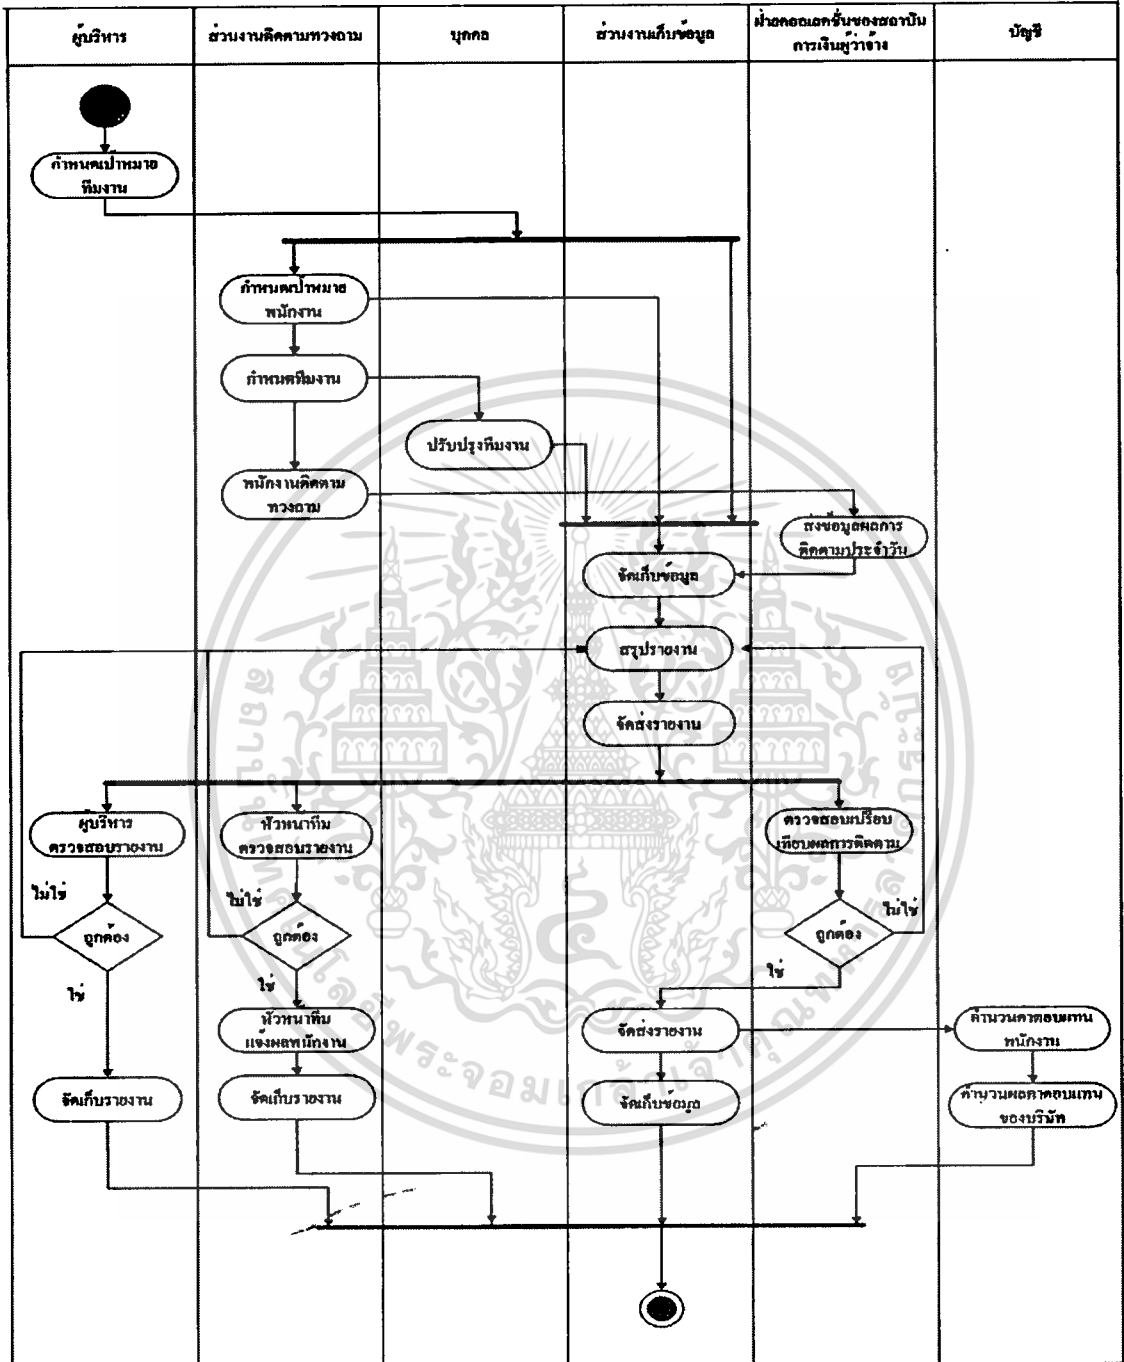 ผู้บริหาร
ส่วนงานติดตามทวงถาม
บุคคล
ส่วนงานเก็บข้อมูล
ฝ่ายคอลเลคชั่นของสถาบัน
การเงินผู้ว่าจ้าง
บัญชี
กำหนดเป้าหมาย
ทีมงาน
กำหนดเป้าหมาย
พนักงาน
กำหนดทีมงาน
ปรับปรุงทีมงาน
พนักงานติดตาม
ทวงถาม
ส่งข้อมูลผลการ
ติดตามประจำวัน
จัดเก็บข้อมูล
สรุปรายงาน
จัดส่งรายงาน
ผู้บริหาร
ตรวจสอบรายงาน
หัวหน้าทีม
ตรวจสอบรายงาน
ตรวจสอบเปรียบ
เทียบผลการติดตาม
ไม่ใช่
ไม่ใช่
ไม่ใช่
ถูกต้อง
ถูกต้อง
ถูกต้อง
ใช่
ใช่
ใช่
หัวหน้าทีม
แจ้งผลพนักงาน
จัดส่งรายงาน
คำนวนค่าตอบแทน
พนักงาน
จัดเก็บรายงาน
จัดเก็บรายงาน
จัดเก็บข้อมูล
คำนวนผลค่าตอบแทน
ของบริษัท